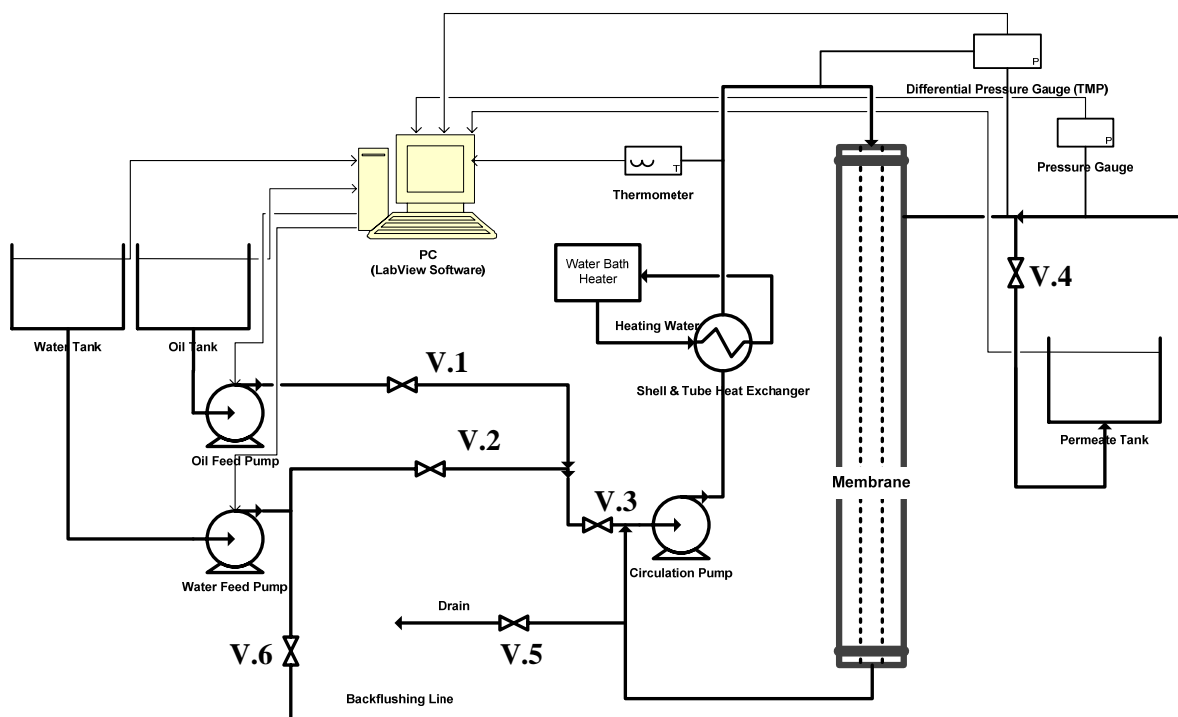 P
Differential Pressure Gauge (TMP)
P
Pressure Gauge
T
Thermometer
PC
(LabView Software)
Water Bath
Heater
V.4
Heating Water
Water Tank
Oil Tank
V.1
Shell & Tube Heat Exchanger
V.2
Permeate Tank
Oil Feed Pump
Membrane
V.3
Water Feed Pump
Circulation Pump
Drain
V.6
V.5
Backflushing Line